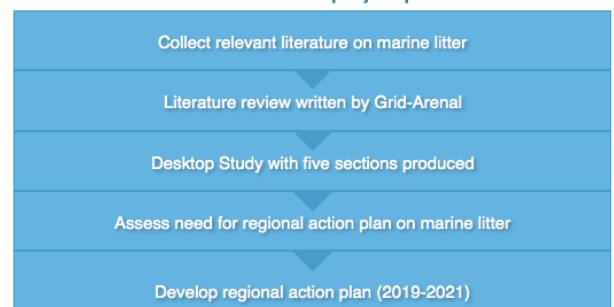 Collect relevant literature on marine litter
Literature review written by Grid-Arenal
Desktop Study with five sections produced
Assess need for regional action plan on marine litter
Develop regional action plan (2019-2021)